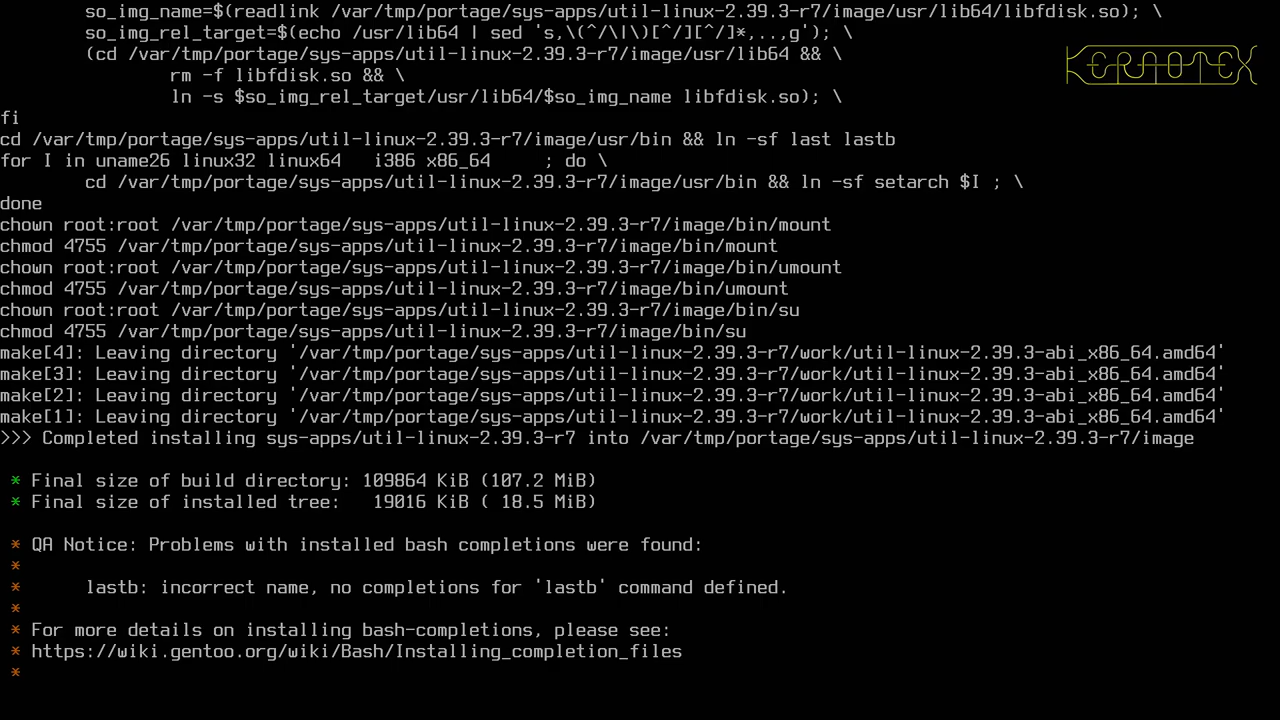 so_img_name=$(readlink /var/tmp/portage/sys-apps/util-linux-2.39.3-r7/image/usr/lib64/libfdisk.so); \
so_img_rel_target=$(echo /usr/lib64 | sed 's,\(^/\|\)[^/][^/]*,..,g'); \
(cd /var/tmp/portage/sys-apps/util-linux-2.39.3-r7/image/usr/lib64 && \
rm -f libfdisk.so && \
ln -s $so_img_rel_target/usr/lib64/$so_img_name libfdisk.so); \
fi
cd /var/tmp/portage/sys-apps/util-linux-2.39.3-r7/image/usr/bin && ln -sf last lastb
for I in uname26 linux32 linux64   i386 x86_64     ; do \
cd /var/tmp/portage/sys-apps/util-linux-2.39.3-r7/image/usr/bin && ln -sf setarch $I ; \
done
chown root:root /var/tmp/portage/sys-apps/util-linux-2.39.3-r7/image/bin/mount
chmod 4755 /var/tmp/portage/sys-apps/util-linux-2.39.3-r7/image/bin/mount
chown root:root /var/tmp/portage/sys-apps/util-linux-2.39.3-r7/image/bin/umount
chmod 4755 /var/tmp/portage/sys-apps/util-linux-2.39.3-r7/image/bin/umount
chown root:root /var/tmp/portage/sys-apps/util-linux-2.39.3-r7/image/bin/su
chmod 4755 /var/tmp/portage/sys-apps/util-linux-2.39.3-r7/image/bin/su
make[4]: Leaving directory '/var/tmp/portage/sys-apps/util-linux-2.39.3-r7/work/util-linux-2.39.3-abi_x86_64.amd64'
make[3]: Leaving directory '/var/tmp/portage/sys-apps/util-linux-2.39.3-r7/work/util-linux-2.39.3-abi_x86_64.amd64'
make[2]: Leaving directory '/var/tmp/portage/sys-apps/util-linux-2.39.3-r7/work/util-linux-2.39.3-abi_x86_64.amd64'
make[1]: Leaving directory '/var/tmp/portage/sys-apps/util-linux-2.39.3-r7/work/util-linux-2.39.3-abi_x86_64.amd64'
>>> Completed installing sys-apps/util-linux-2.39.3-r7 into /var/tmp/portage/sys-apps/util-linux-2.39.3-r7/image
* Final size of build directory: 109864 KiB (107.2 MiB)
* Final size of installed tree:   19016 KiB ( 18.5 MiB)
* QA Notice: Problems with installed bash completions were found:
*
*      lastb: incorrect name, no completions for 'lastb' command defined.
*
* For more details on installing bash-completions, please see:
* https://wiki.gentoo.org/wiki/Bash/Installing_completion_files
*